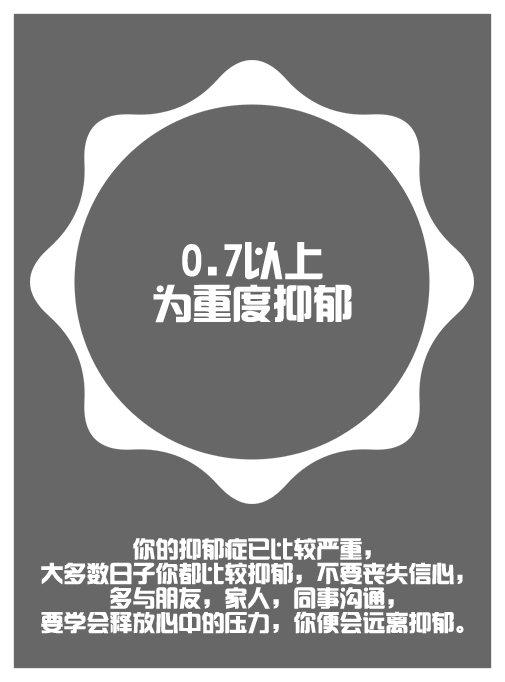 0.7以上
为重度抑郁
你的抑郁症已比较严重，
大多数日子你都比较抑郁，不要丧失信心，
多与朋友，家人，同事沟通，
要学会释放心中的压力，你便会远离抑郁。